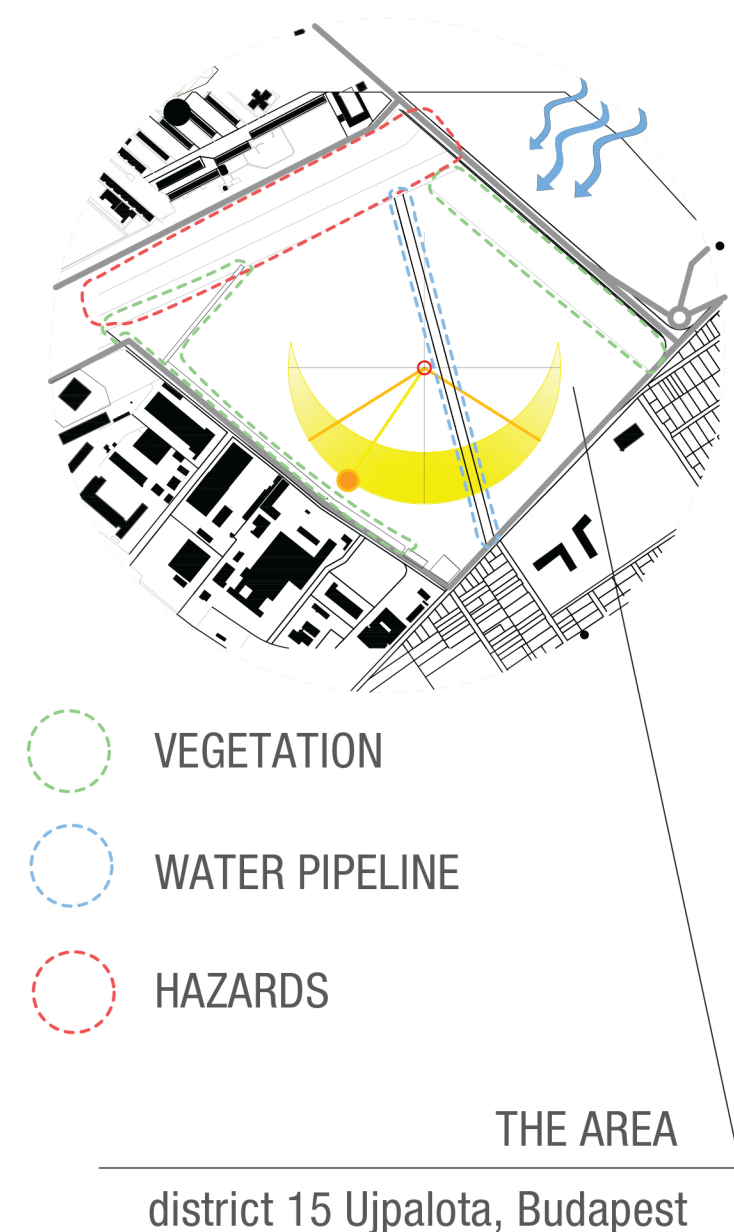 VEGETATION
WATER PIPELINE
HAZARDS
THE AREA
district 15 Ujpalota, Budapest